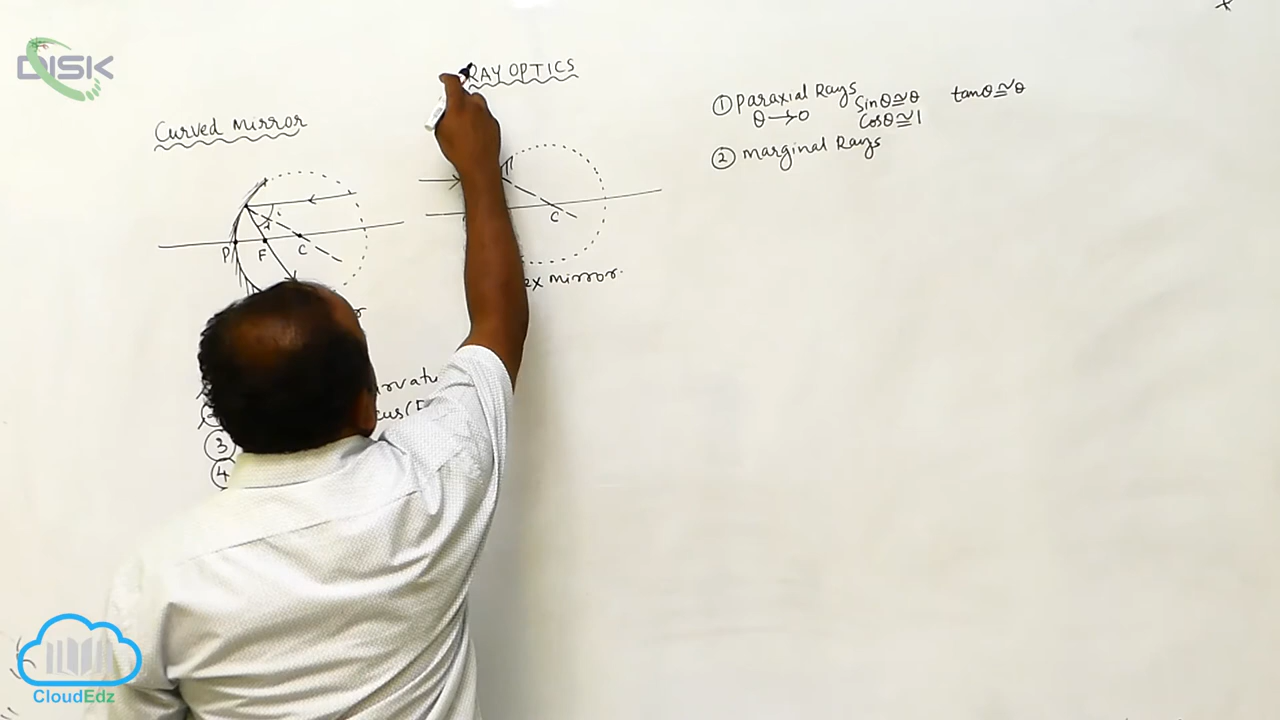 DISK
RAY OPTICS
Curved Mirror
P F C
i
C
mirror.
① Paraxial Rays
θ→0
Sinθ≅θ tanθ≅θ
Cosθ≅1
② Marginal Rays
③
④
CloudEdz